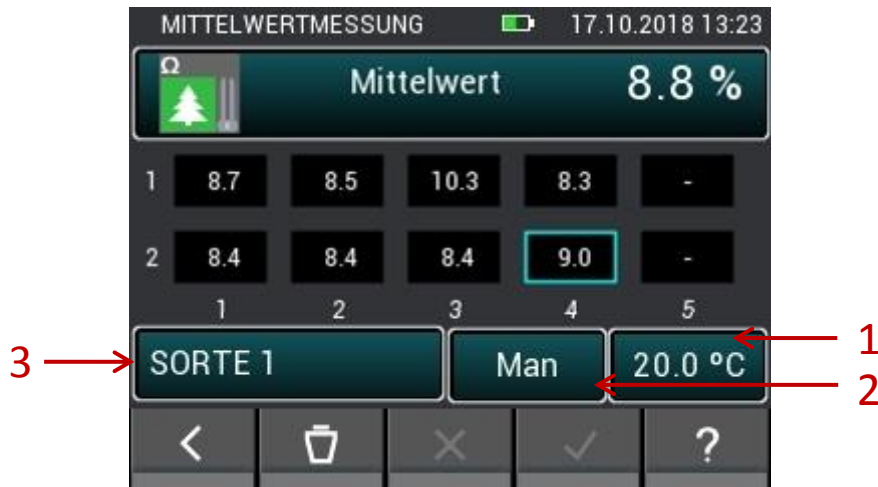 MITTELWERTMESSUNG 17.10.2018 13:23
Ω
Mittelwert 8.8 %
1 8.7 8.5 10.3 8.3 -
2 8.4 8.4 8.4 9.0 -
1 2 3 4 5
SORTE 1 Man 20.0 ºC
?
1
2
3